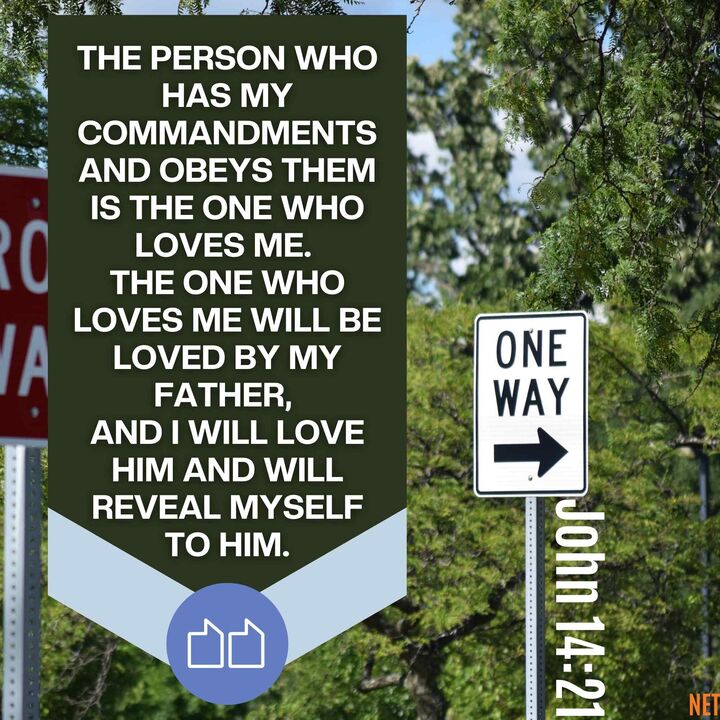 THE PERSON WHO
HAS MY
COMMANDMENTS
AND OBEYS THEM
IS THE ONE WHO
LOVES ME.
THE ONE WHO
LOVES ME WILL BE
LOVED BY MY
FATHER,
AND I WILL LOVE
HIM AND WILL
REVEAL MYSELF
TO HIM.
ONE
WAY
John 14:21
NET